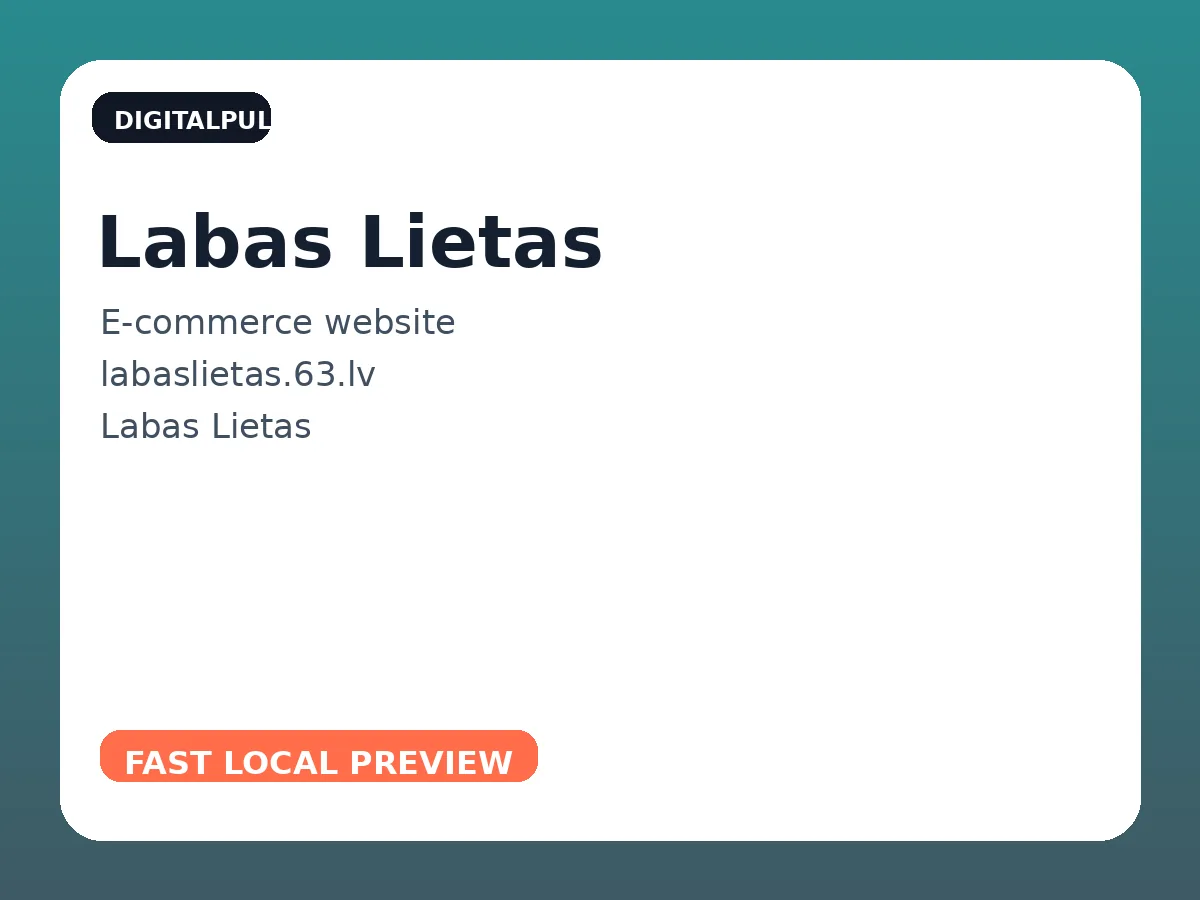 DIGITALPUL
Labas Lietas
E-commerce website
labaslietas.63.lv
Labas Lietas
FAST LOCAL PREVIEW